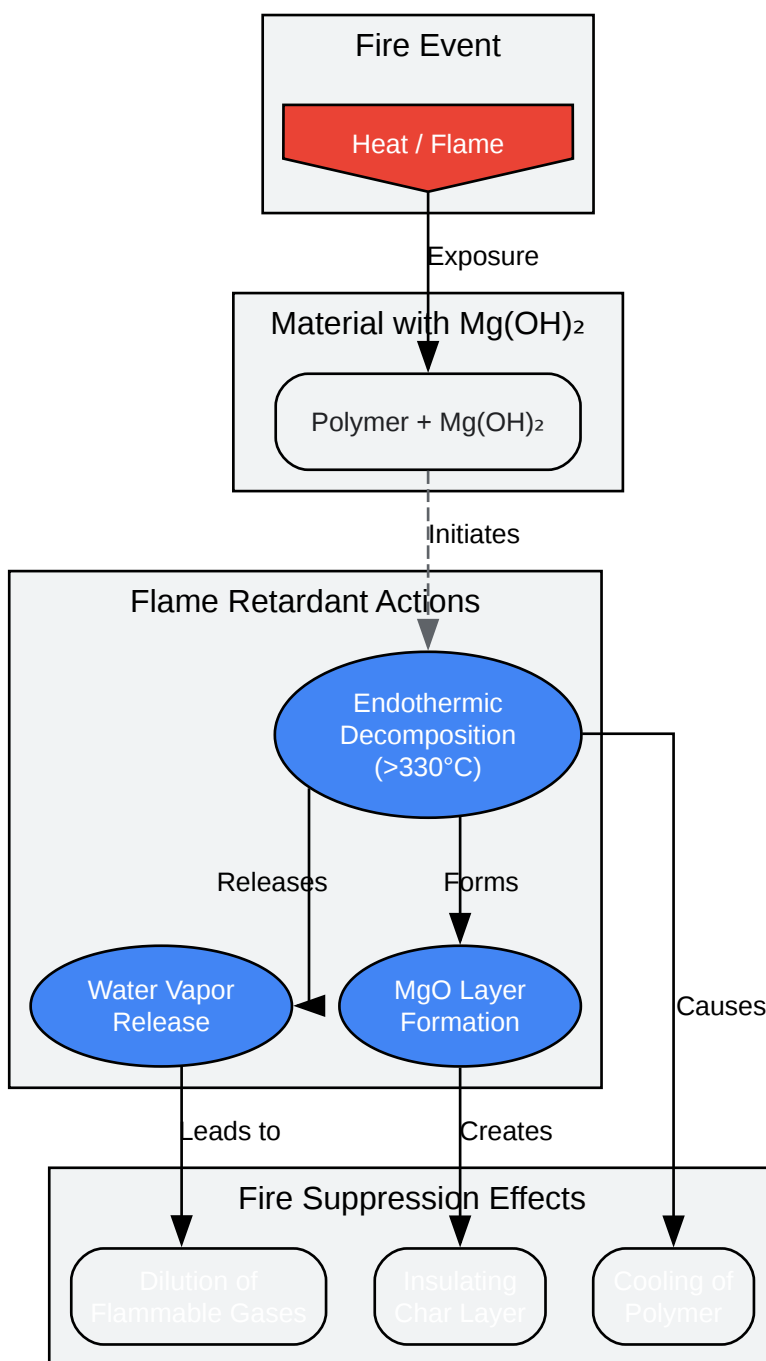 Fire Event
Heat / Flame
Exposure
Material with Mg(OH)₂
Polymer + Mg(OH)₂
Initiates
Flame Retardant Actions
Endothermic
Decomposition
(>330°C)
Releases
Forms
Water Vapor
Release
MgO Layer
Formation
Causes
Leads to
Creates
Fire Suppression Effects
Dilution of
Flammable Gases
Insulating
Char Layer
Cooling of
Polymer